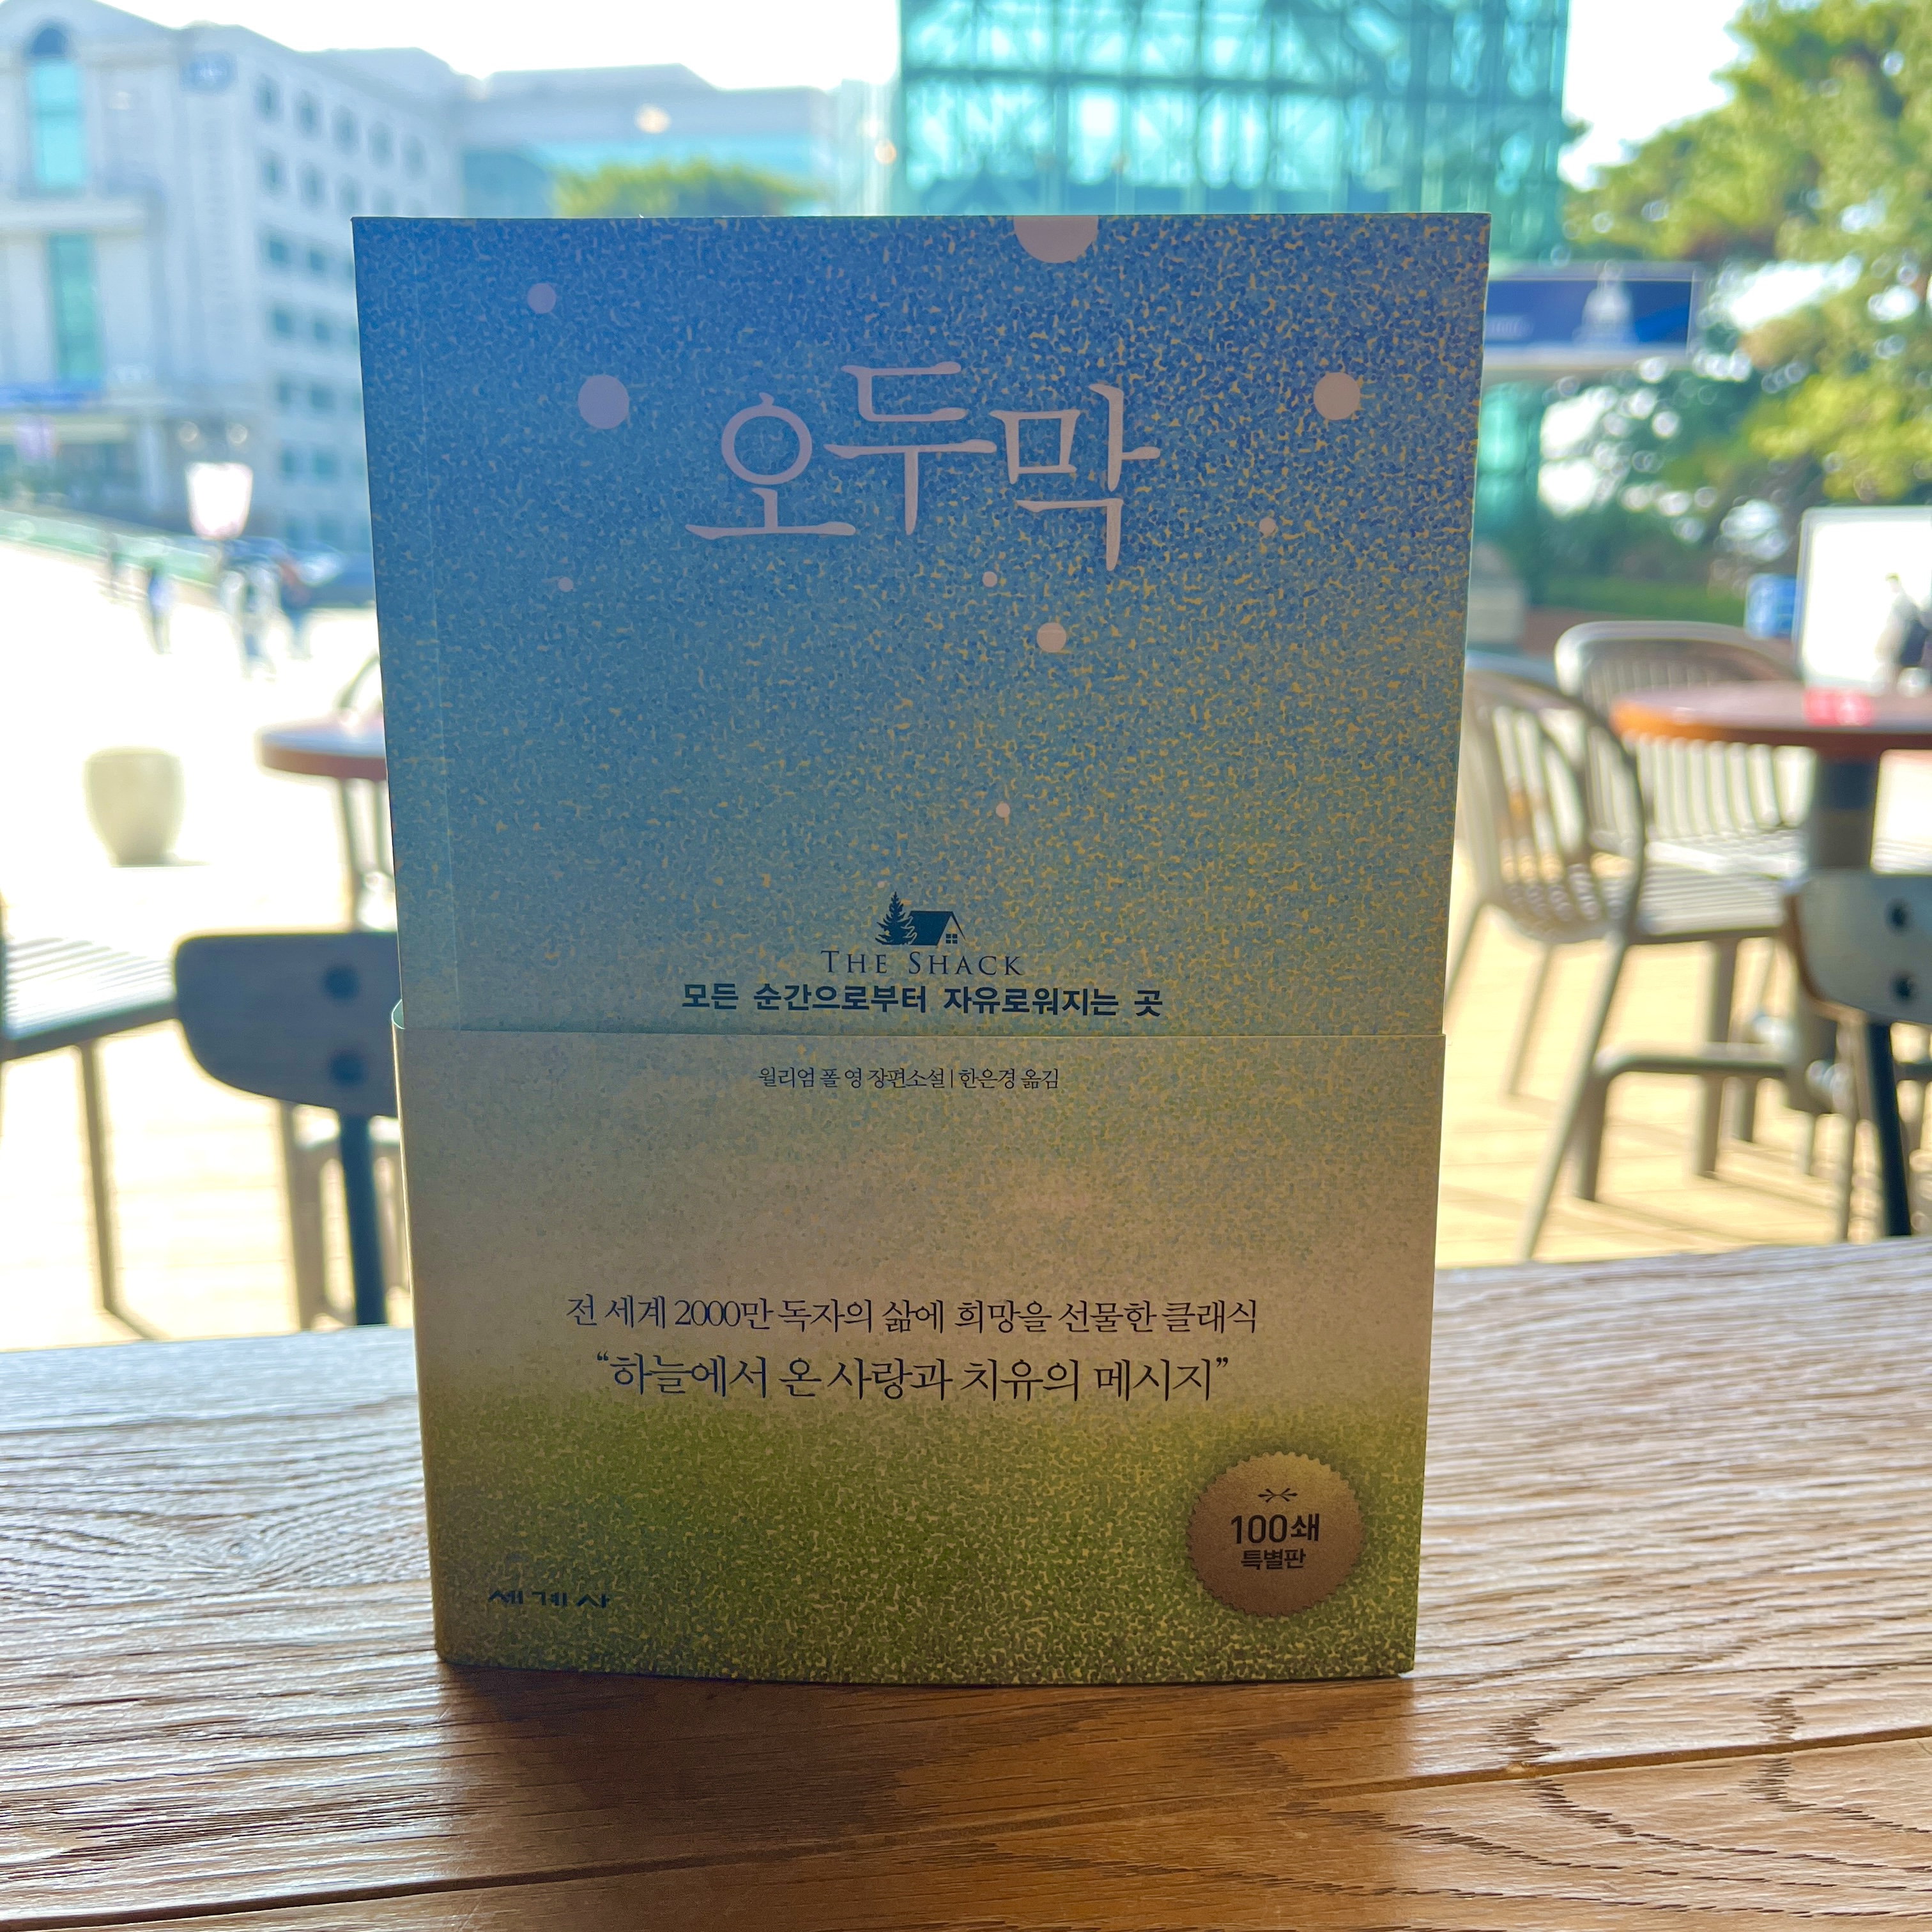 오두막
THE SHACK
모든 순간으로부터 자유로워지는 곳
윌리엄 폴 영 장편소설 | 한은경 옮김
전 세계 2000만 독자의 삶에 희망을 선물한 클래식
“하늘에서 온 사랑과 치유의 메시지”
100쇄
특별판
세계사